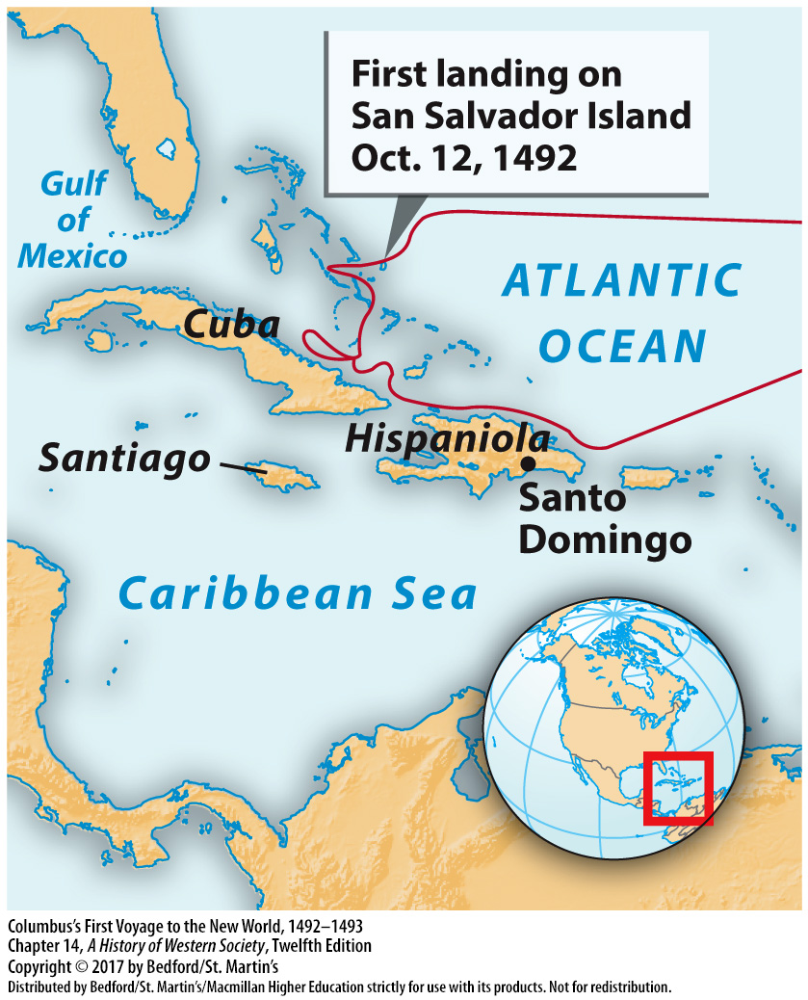 First landing on
San Salvador Island
Oct. 12, 1492
Gulf
of
Mexico
ATLANTIC
OCEAN
Cuba
Hispaniola
Santiago
Santo
Domingo
Caribbean Sea
Columbus's First Voyage to the New World, 1492–1493
Chapter 14, A History of Western Society, Twelfth Edition
Copyright © 2017 by Bedford/St. Martin's
Distributed by Bedford/St. Martin's/Macmillan Higher Education strictly for use with its products. Not for redistribution.